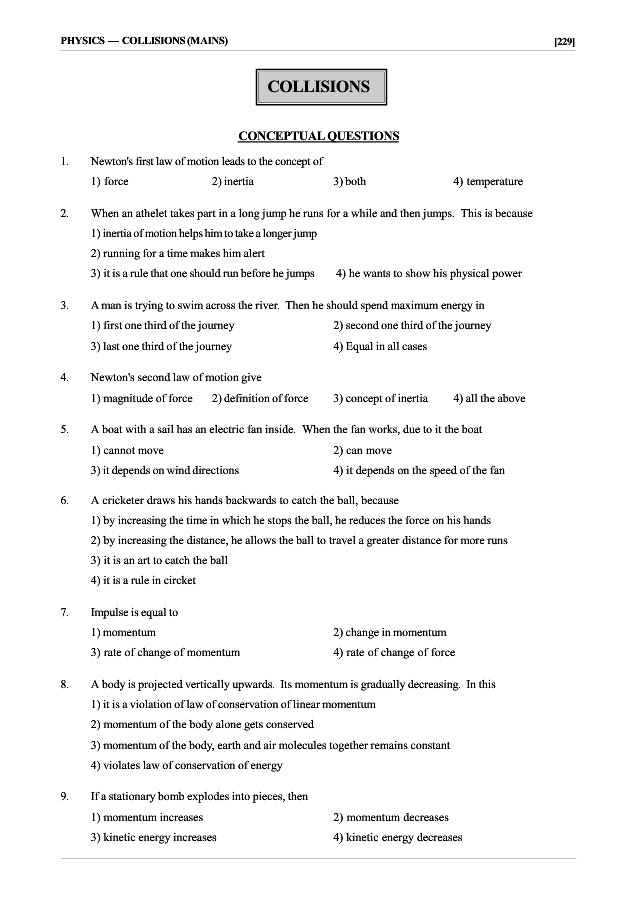 PHYSICS — COLLISIONS (MAINS) [229]
COLLISIONS
CONCEPTUAL QUESTIONS
1. Newton's first law of motion leads to the concept of
1) force 2) inertia 3) both 4) temperature
2. When an athelet takes part in a long jump he runs for a while and then jumps. This is because
1) inertia of motion helps him to take a longer jump
2) running for a time makes him alert
3) it is a rule that one should run before he jumps 4) he wants to show his physical power
3. A man is trying to swim across the river. Then he should spend maximum energy in
1) first one third of the journey 2) second one third of the journey
3) last one third of the journey 4) Equal in all cases
4. Newton's second law of motion give
1) magnitude of force 2) definition of force 3) concept of inertia 4) all the above
5. A boat with a sail has an electric fan inside. When the fan works, due to it the boat
1) cannot move 2) can move
3) it depends on wind directions 4) it depends on the speed of the fan
6. A cricketer draws his hands backwards to catch the ball, because
1) by increasing the time in which he stops the ball, he reduces the force on his hands
2) by increasing the distance, he allows the ball to travel a greater distance for more runs
3) it is an art to catch the ball
4) it is a rule in circket
7. Impulse is equal to
1) momentum 2) change in momentum
3) rate of change of momentum 4) rate of change of force
8. A body is projected vertically upwards. Its momentum is gradually decreasing. In this
1) it is a violation of law of conservation of linear momentum
2) momentum of the body alone gets conserved
3) momentum of the body, earth and air molecules together remains constant
4) violates law of conservation of energy
9. If a stationary bomb explodes into pieces, then
1) momentum increases 2) momentum decreases
3) kinetic energy increases 4) kinetic energy decreases